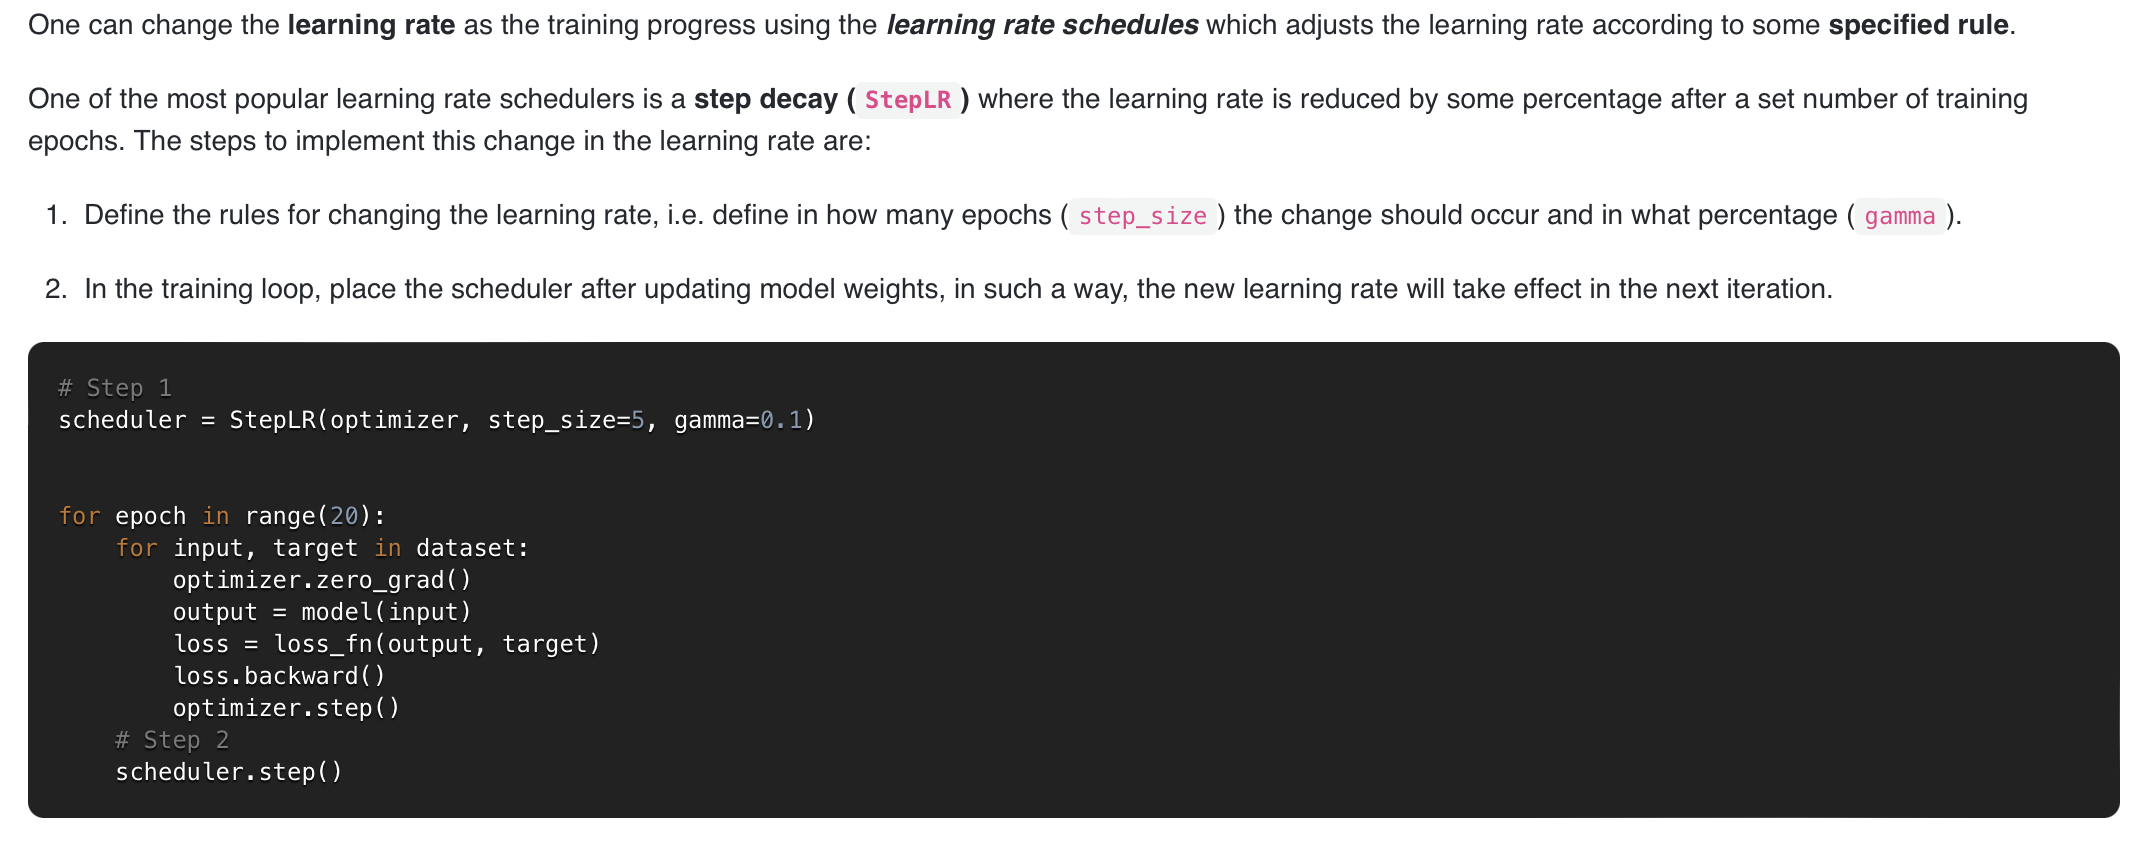 One can change the learning rate as the training progress using the learning rate schedules which adjusts the learning rate according to some specified rule.
One of the most popular learning rate schedulers is a step decay ( StepLR ) where the learning rate is reduced by some percentage after a set number of training
epochs. The steps to implement this change in the learning rate are:
1. Define the rules for changing the learning rate, i.e. define in how many epochs ( step_size ) the change should occur and in what percentage ( gamma ).
2. In the training loop, place the scheduler after updating model weights, in such a way, the new learning rate will take effect in the next iteration.
# Step 1
scheduler = StepLR(optimizer, step_size=5, gamma=0.1)
for epoch in range(20):
    for input, target in dataset:
        optimizer.zero_grad()
        output = model(input)
        loss = loss_fn(output, target)
        loss.backward()
        optimizer.step()
    # Step 2
    scheduler.step()